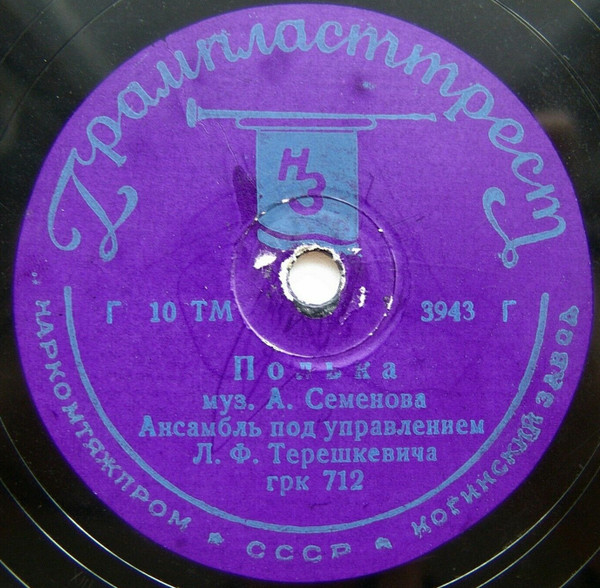 Грампласттрест
НЗ
Г 10 ТМ 3943 Г
Полька
муз. А. Семенова
Ансамбль под управлением
Л. Ф. Терешкевича
грк 712
„НАРКОМТЯЖПРОМ ★ СССР ★ НОГИНСКИЙ ЗАВОД